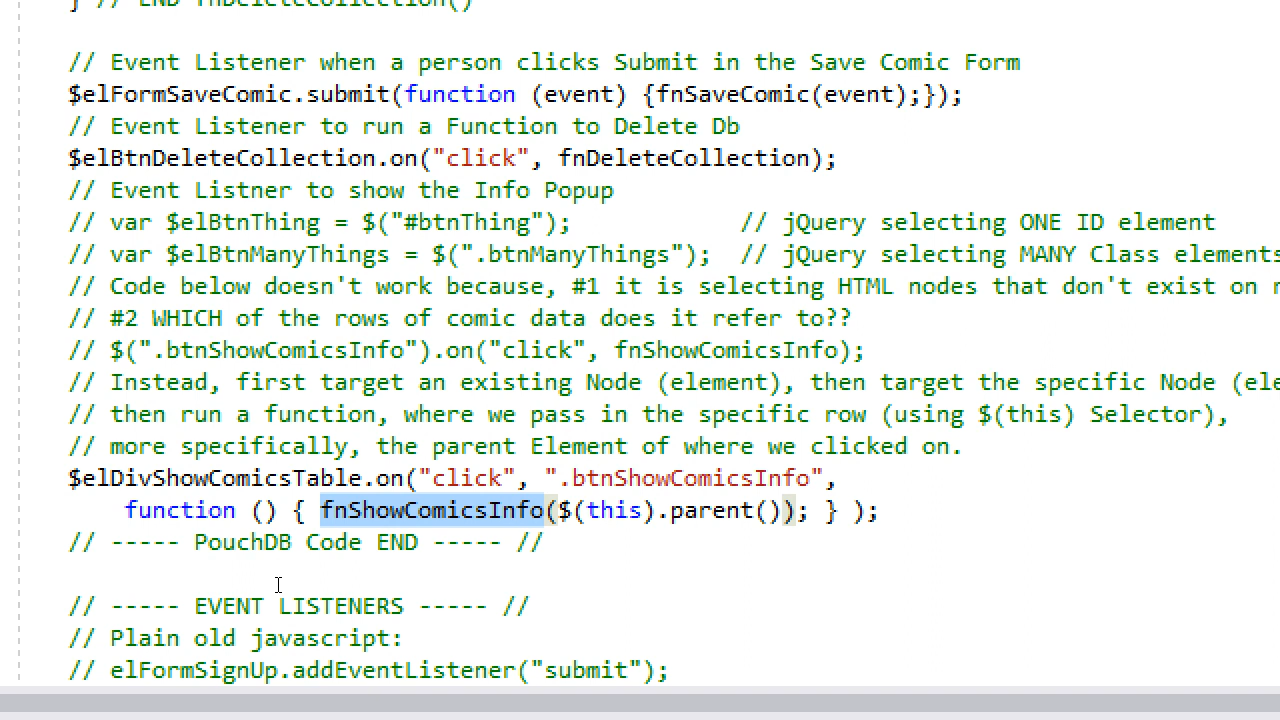 } // END fnDeleteCollection()
// Event Listener when a person clicks Submit in the Save Comic Form
$elFormSaveComic.submit(function (event) {fnSaveComic(event);});
// Event Listener to run a Function to Delete Db
$elBtnDeleteCollection.on("click", fnDeleteCollection);
// Event Listner to show the Info Popup
// var $elBtnThing = $("#btnThing");            // jQuery selecting ONE ID element
// var $elBtnManyThings = $(".btnManyThings");  // jQuery selecting MANY Class elements
// Code below doesn't work because, #1 it is selecting HTML nodes that don't exist on
// #2 WHICH of the rows of comic data does it refer to??
// $(".btnShowComicsInfo").on("click", fnShowComicsInfo);
// Instead, first target an existing Node (element), then target the specific Node (ele
// then run a function, where we pass in the specific row (using $(this) Selector),
// more specifically, the parent Element of where we clicked on.
$elDivShowComicsTable.on("click", ".btnShowComicsInfo",
    function () { fnShowComicsInfo($(this).parent()); } );
// ----- PouchDB Code END ----- //
// ----- EVENT LISTENERS ----- //
// Plain old javascript:
// elFormSignUp.addEventListener("submit");